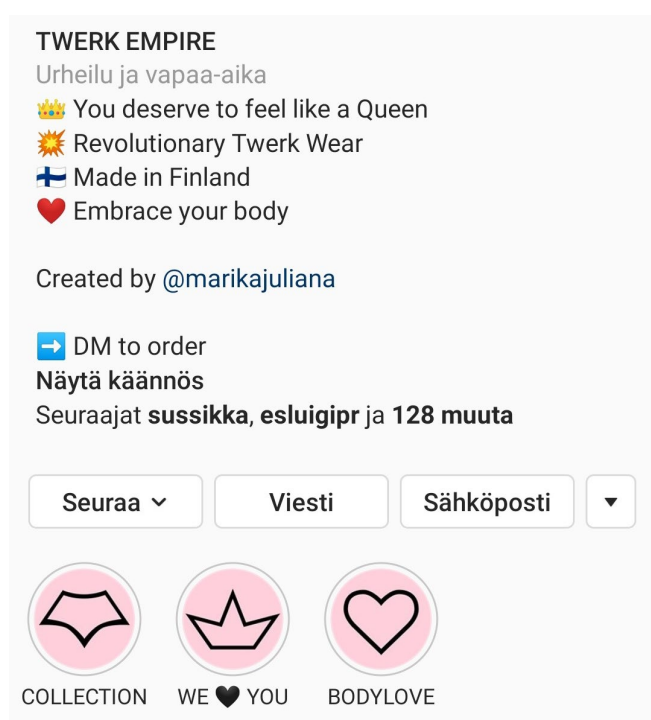 TWERK EMPIRE
Urheilu ja vapaa-aika
👑 You deserve to feel like a Queen
💥 Revolutionary Twerk Wear
🇫🇮 Made in Finland
❤️ Embrace your body
Created by @marikajuliana
➡️ DM to order
Näytä käännös
Seuraajat sussikka, esluigipr ja 128 muuta
Seuraa Viesti Sähköposti
COLLECTION WE 🖤 YOU BODYLOVE